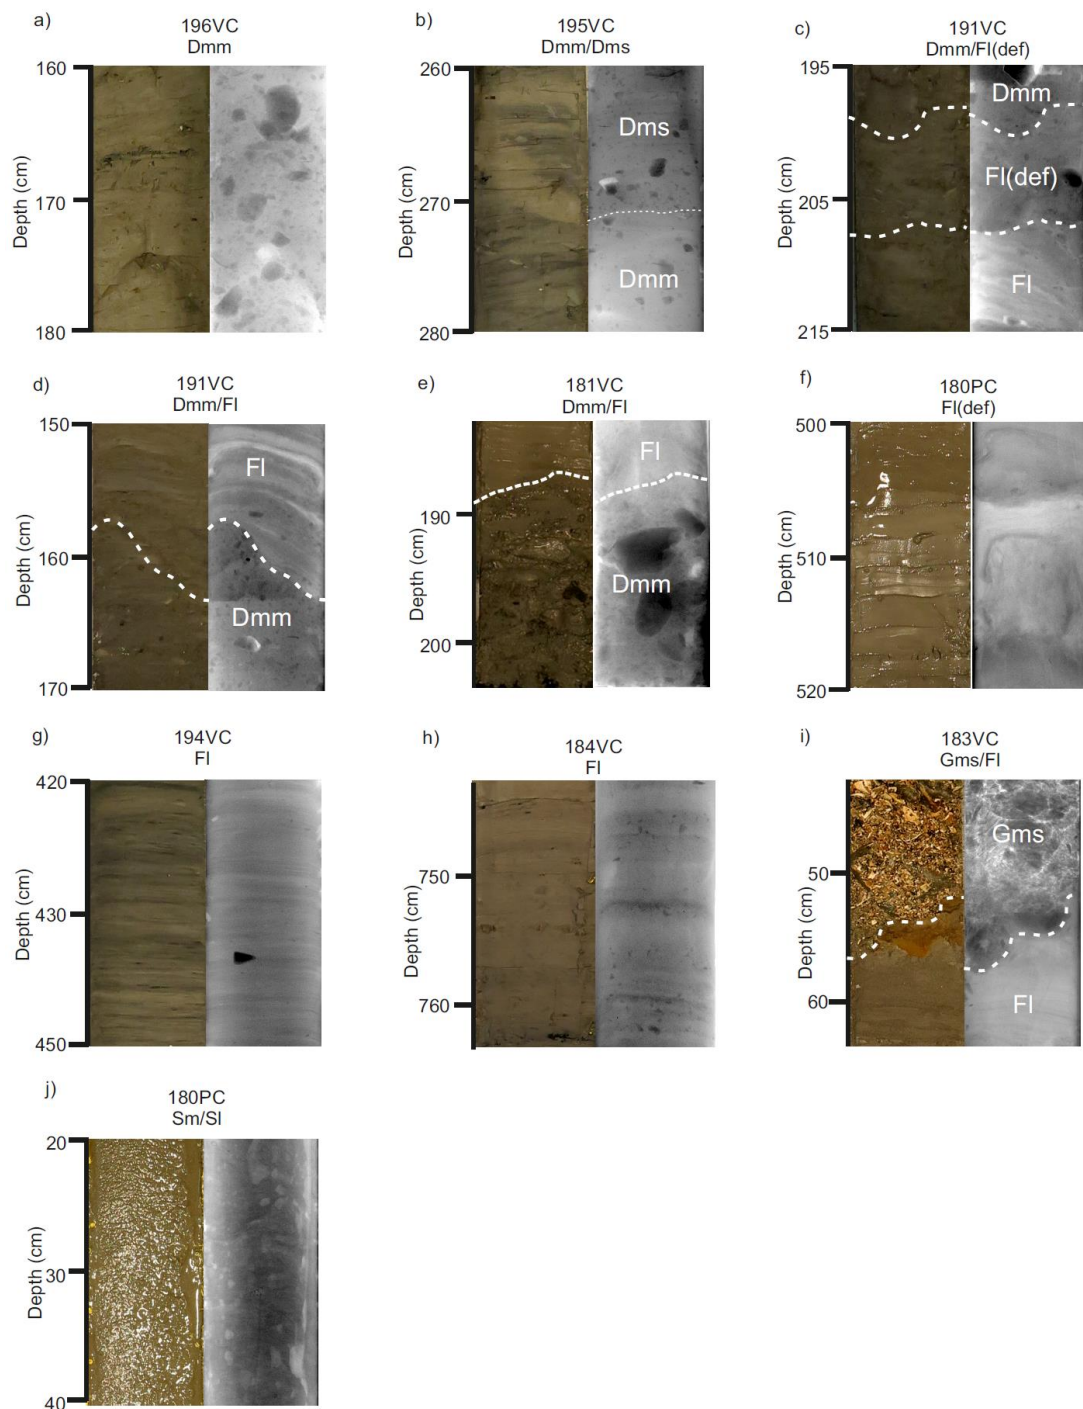 a)
196VC
Dmm
160
170
180
Depth (cm)
b)
195VC
Dmm/Dms
260
270
280
Depth (cm)
Dms
Dmm
c)
191VC
Dmm/Fl(def)
195
205
215
Depth (cm)
Dmm
Fl(def)
Fl
d)
191VC
Dmm/Fl
150
160
170
Depth (cm)
Fl
Dmm
e)
181VC
Dmm/Fl
190
200
Depth (cm)
Fl
Dmm
f)
180PC
Fl(def)
500
510
520
Depth (cm)
g)
194VC
Fl
420
430
450
Depth (cm)
h)
184VC
Fl
750
760
Depth (cm)
i)
183VC
Gms/Fl
50
60
Depth (cm)
Gms
Fl
j)
180PC
Sm/Sl
20
30
40
Depth (cm)